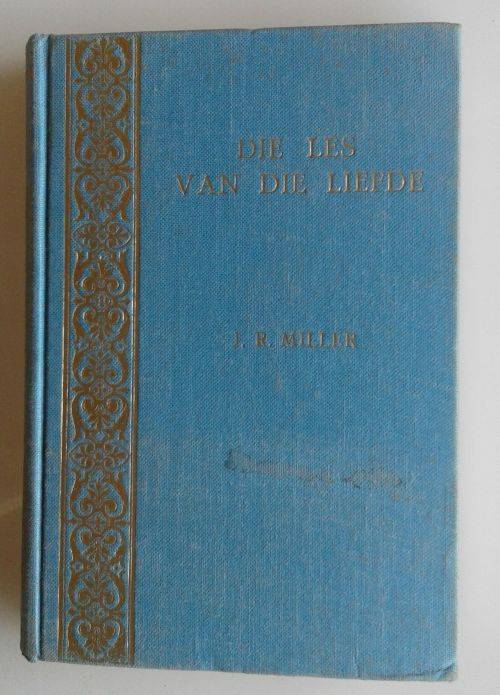 DIE LES
VAN DIE LIEFDE
J. R. MILLER